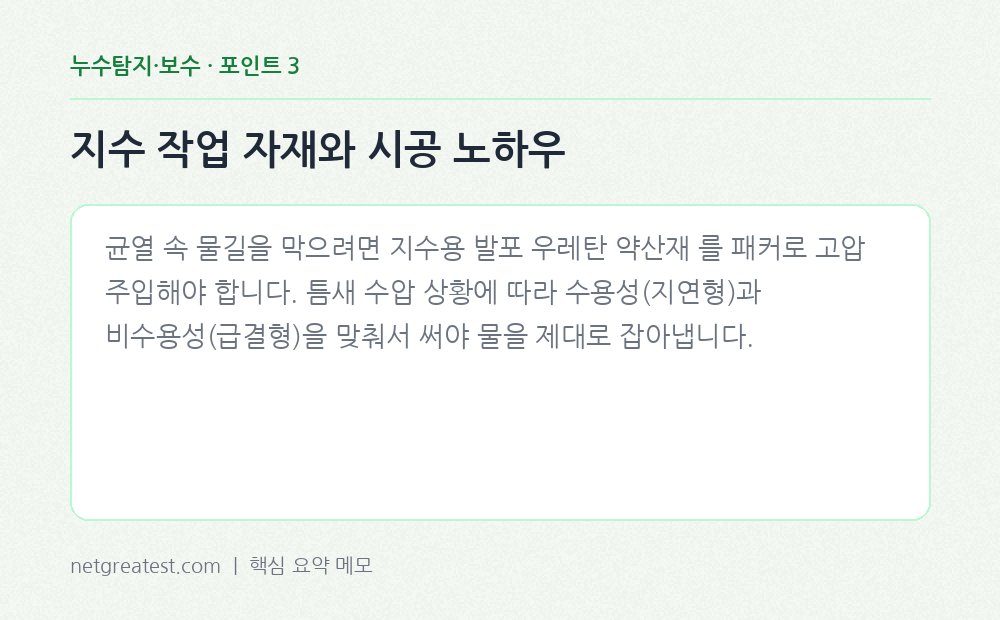 누수탐지·보수 · 포인트 3
지수 작업 자재와 시공 노하우
균열 속 물길을 막으려면 지수용 발포 우레탄 약산재 를 패커로 고압
주입해야 합니다. 틈새 수압 상황에 따라 수용성(지연형)과
비수용성(급결형)을 맞춰서 써야 물을 제대로 잡아냅니다.
netgreatest.com | 핵심 요약 메모